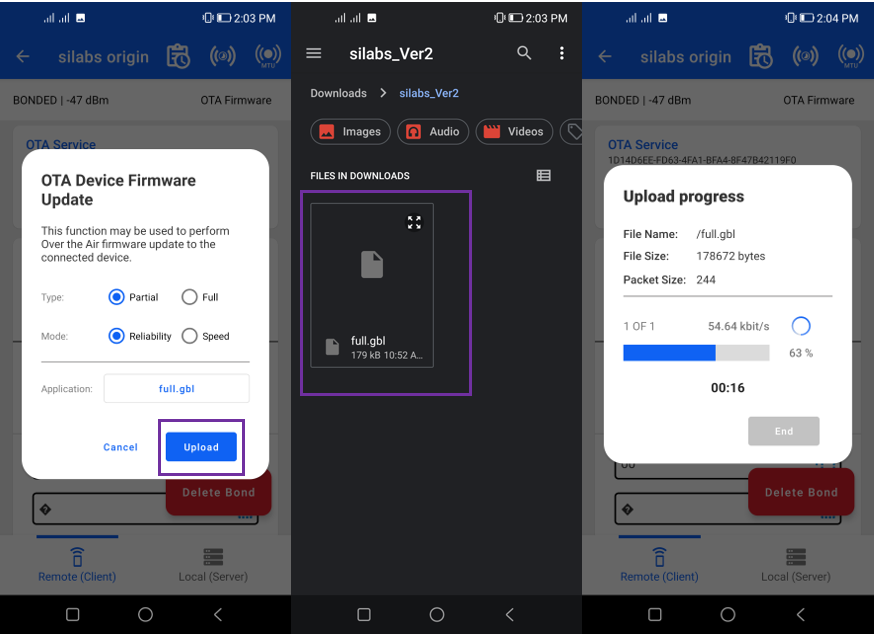 2:03 PM
silabs origin
MTU
BONDED | -47 dBm
OTA Firmware
OTA Service
OTA Device Firmware
Update
This function may be used to perform
Over the Air firmware update to the
connected device.
Type:
Partial
Full
Mode:
Reliability
Speed
Application:
full.gbl
Cancel
Upload
Delete Bond
Remote (Client)
Local (Server)
2:03 PM
silabs_Ver2
Downloads > silabs_Ver2
Images
Audio
Videos
FILES IN DOWNLOADS
full.gbl
179 kB 10:52 A...
2:04 PM
silabs origin
MTU
BONDED | -47 dBm
OTA Firmware
OTA Service
1D14D6EE-FD63-4FA1-BFA4-8F47B42119F0
Upload progress
File Name: /full.gbl
File Size: 178672 bytes
Packet Size: 244
1 OF 1
54.64 kbit/s
63 %
00:16
End
Delete Bond
Remote (Client)
Local (Server)